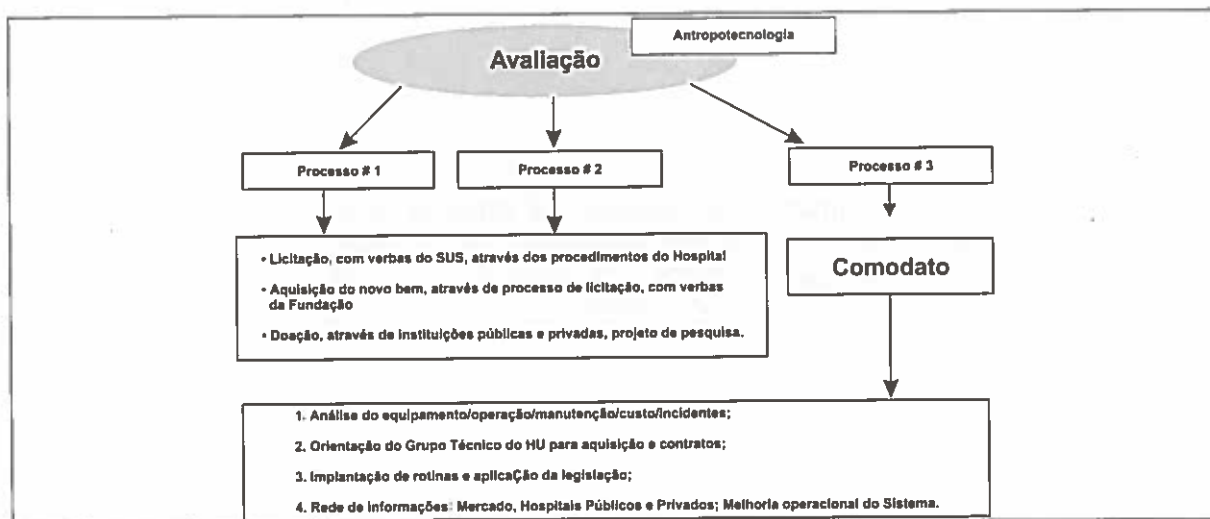 Antropotecnologia
Avaliação
Processo # 1
Processo # 2
Processo # 3
• Licitação, com verbas do SUS, através dos procedimentos do Hospital
• Aquisição do novo bem, através de processo de licitação, com verbas
da Fundação
• Doação, através de instituições públicas e privadas, projeto de pesquisa.
Comodato
1. Análise do equipamento/operação/manutenção/custo/incidentes;
2. Orientação do Grupo Técnico do HU para aquisição e contratos;
3. Implantação de rotinas e aplicaÇão da legislação;
4. Rede de informações: Mercado, Hospitais Públicos e Privados; Melhoria operacional do Sistema.